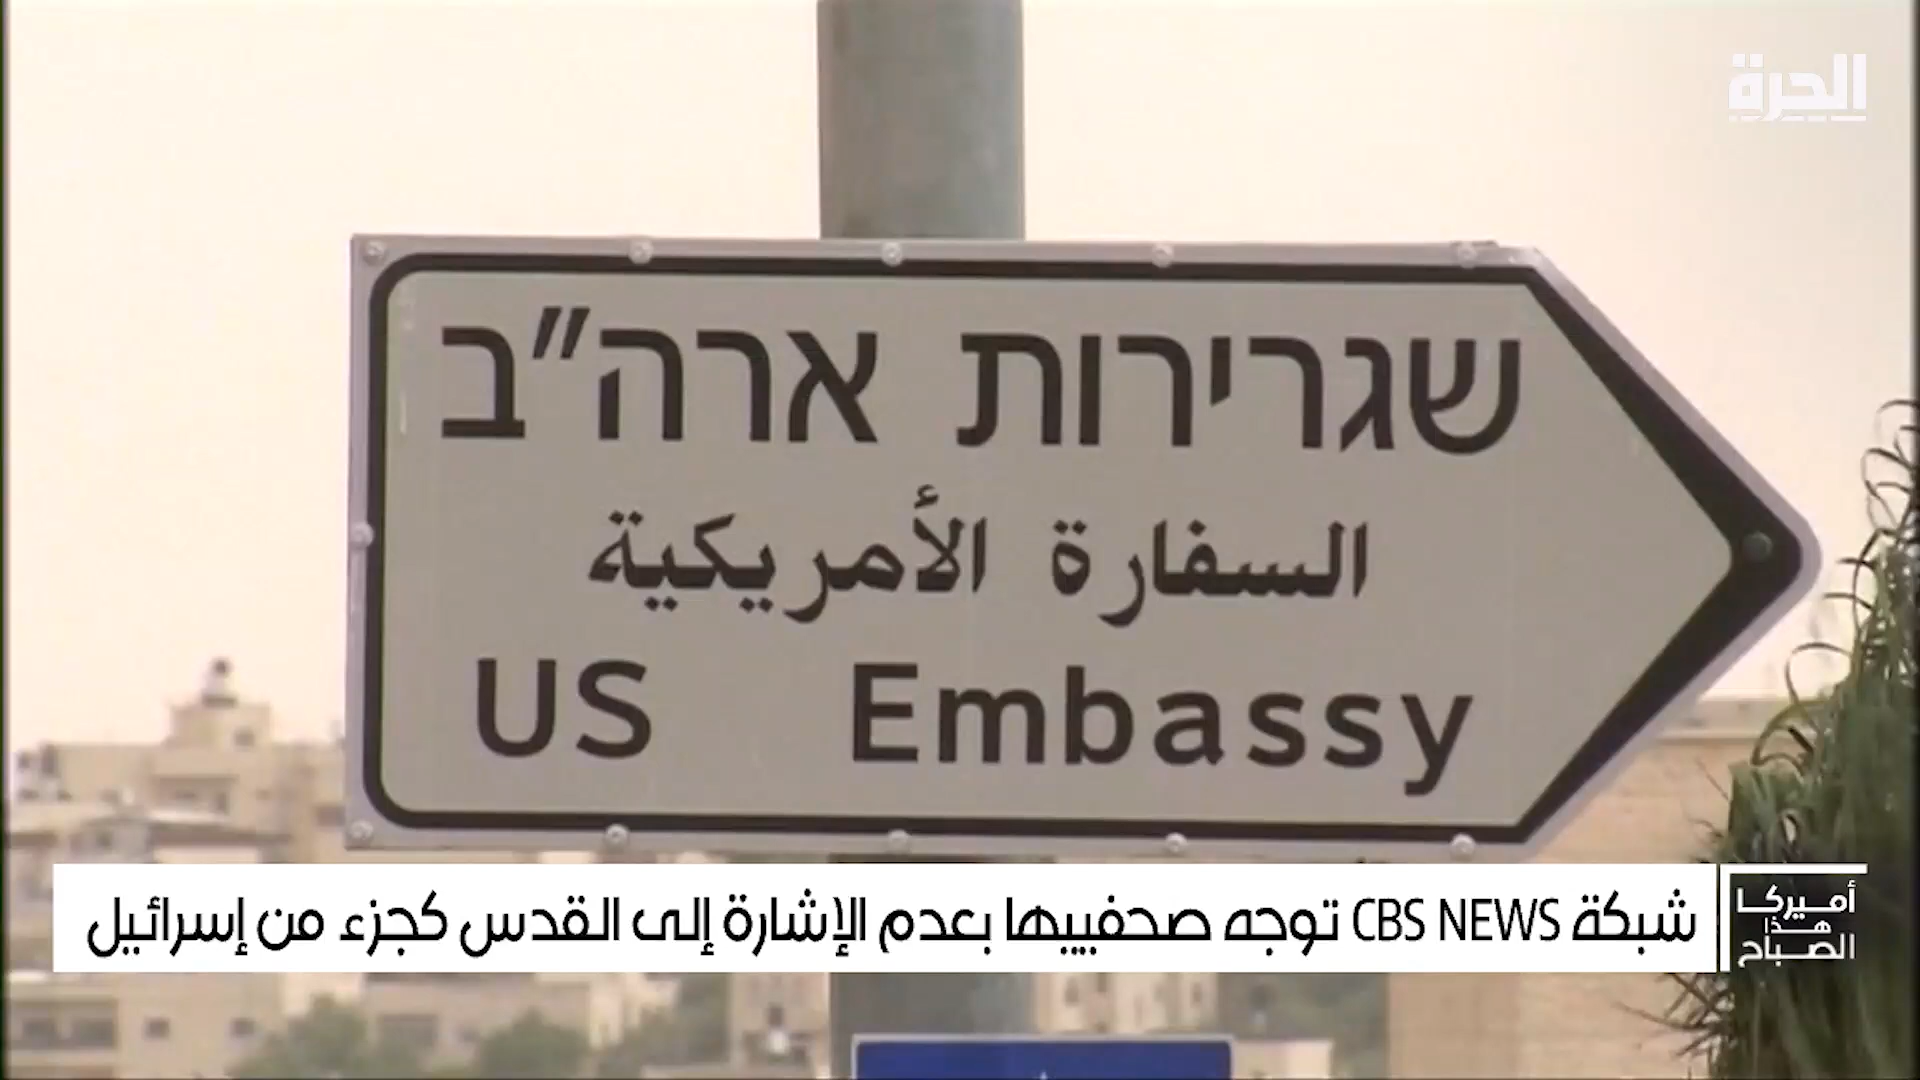 الحرة
שגרירות ארה"ב
السفارة الأمريكية
US Embassy
شبكة CBS NEWS توجه صحفييها بعدم الإشارة إلى القدس كجزء من إسرائيل
أميركا
هذا
الصباح